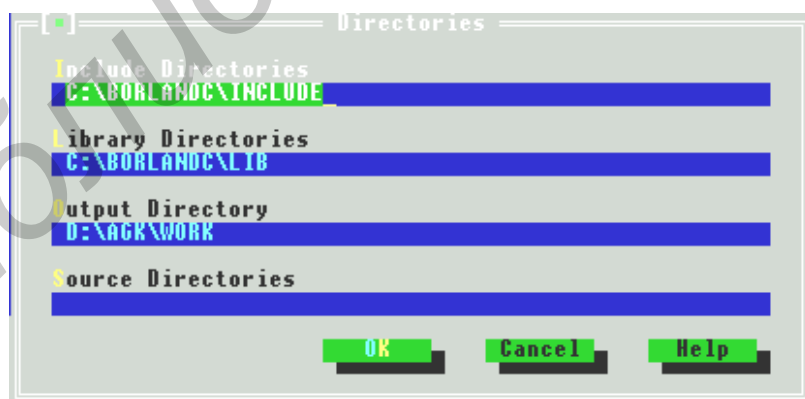 Directories
Include Directories
C:\BORLANDC\INCLUDE
Library Directories
C:\BORLANDC\LIB
Output Directory
D:\AGK\WORK
Source Directories
OK Cancel Help